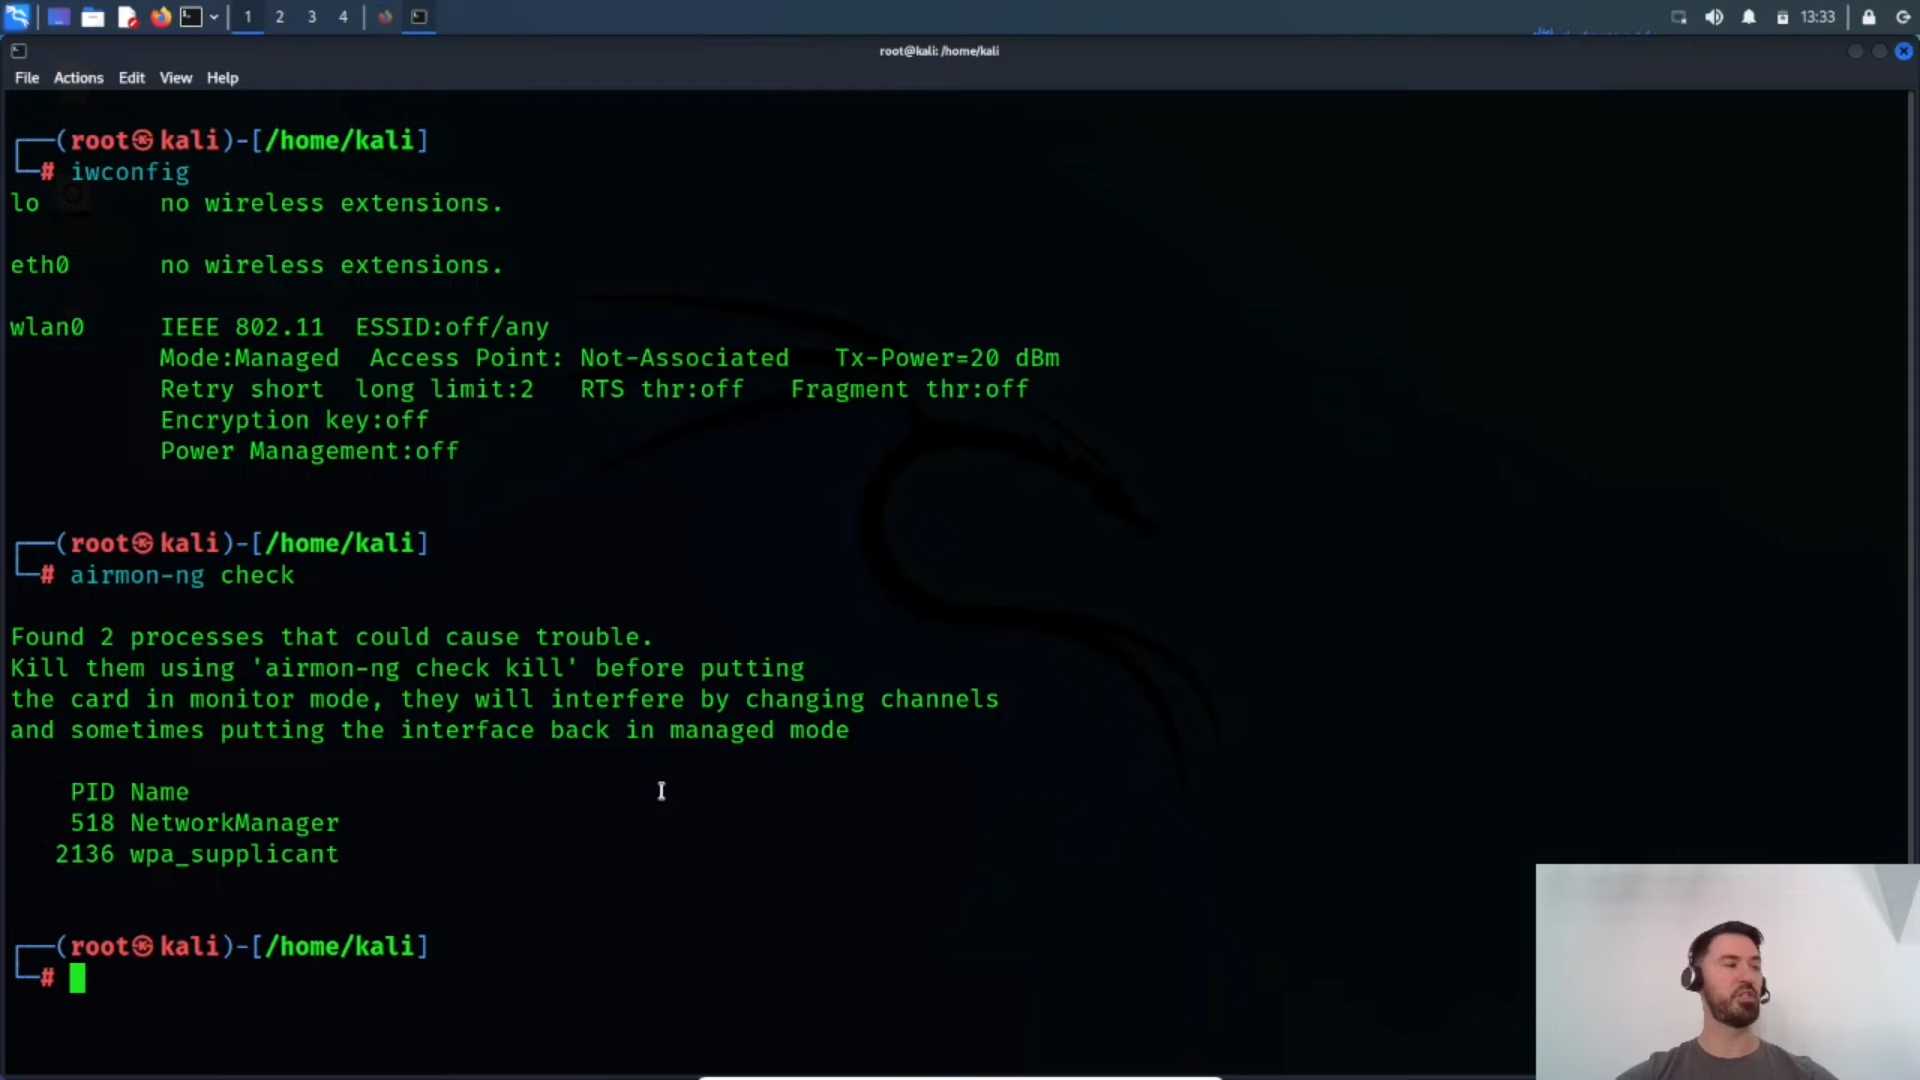 1 2 3 4 13:33
root@kali: /home/kali
File Actions Edit View Help
┌──(root㉿kali)-[/home/kali]
└─# iwconfig
lo        no wireless extensions.
eth0      no wireless extensions.
wlan0     IEEE 802.11  ESSID:off/any
Mode:Managed  Access Point: Not-Associated   Tx-Power=20 dBm
Retry short  long limit:2   RTS thr:off   Fragment thr:off
Encryption key:off
Power Management:off
┌──(root㉿kali)-[/home/kali]
└─# airmon-ng check
Found 2 processes that could cause trouble.
Kill them using 'airmon-ng check kill' before putting
the card in monitor mode, they will interfere by changing channels
and sometimes putting the interface back in managed mode
PID Name
518 NetworkManager
2136 wpa_supplicant
┌──(root㉿kali)-[/home/kali]
└─#